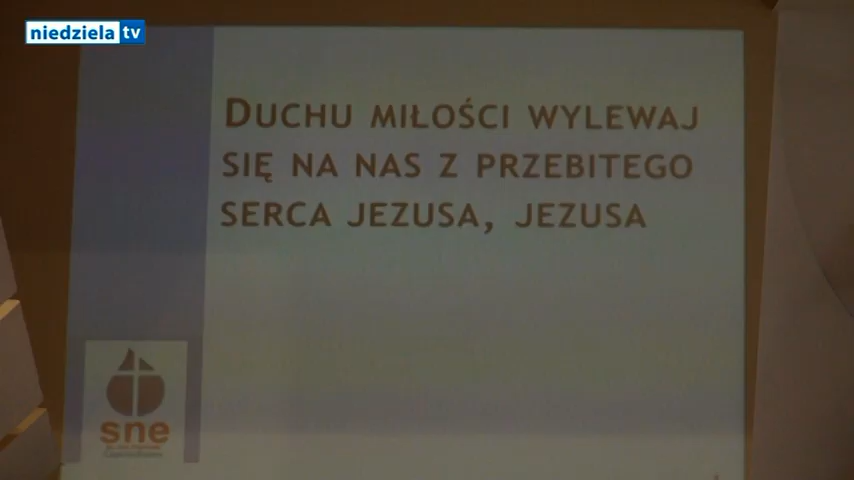 niedziela tv
DUCHU MIŁOŚCI WYLEWAJ
SIĘ NA NAS Z PRZEBITEGO
SERCA JEZUSA, JEZUSA
sne